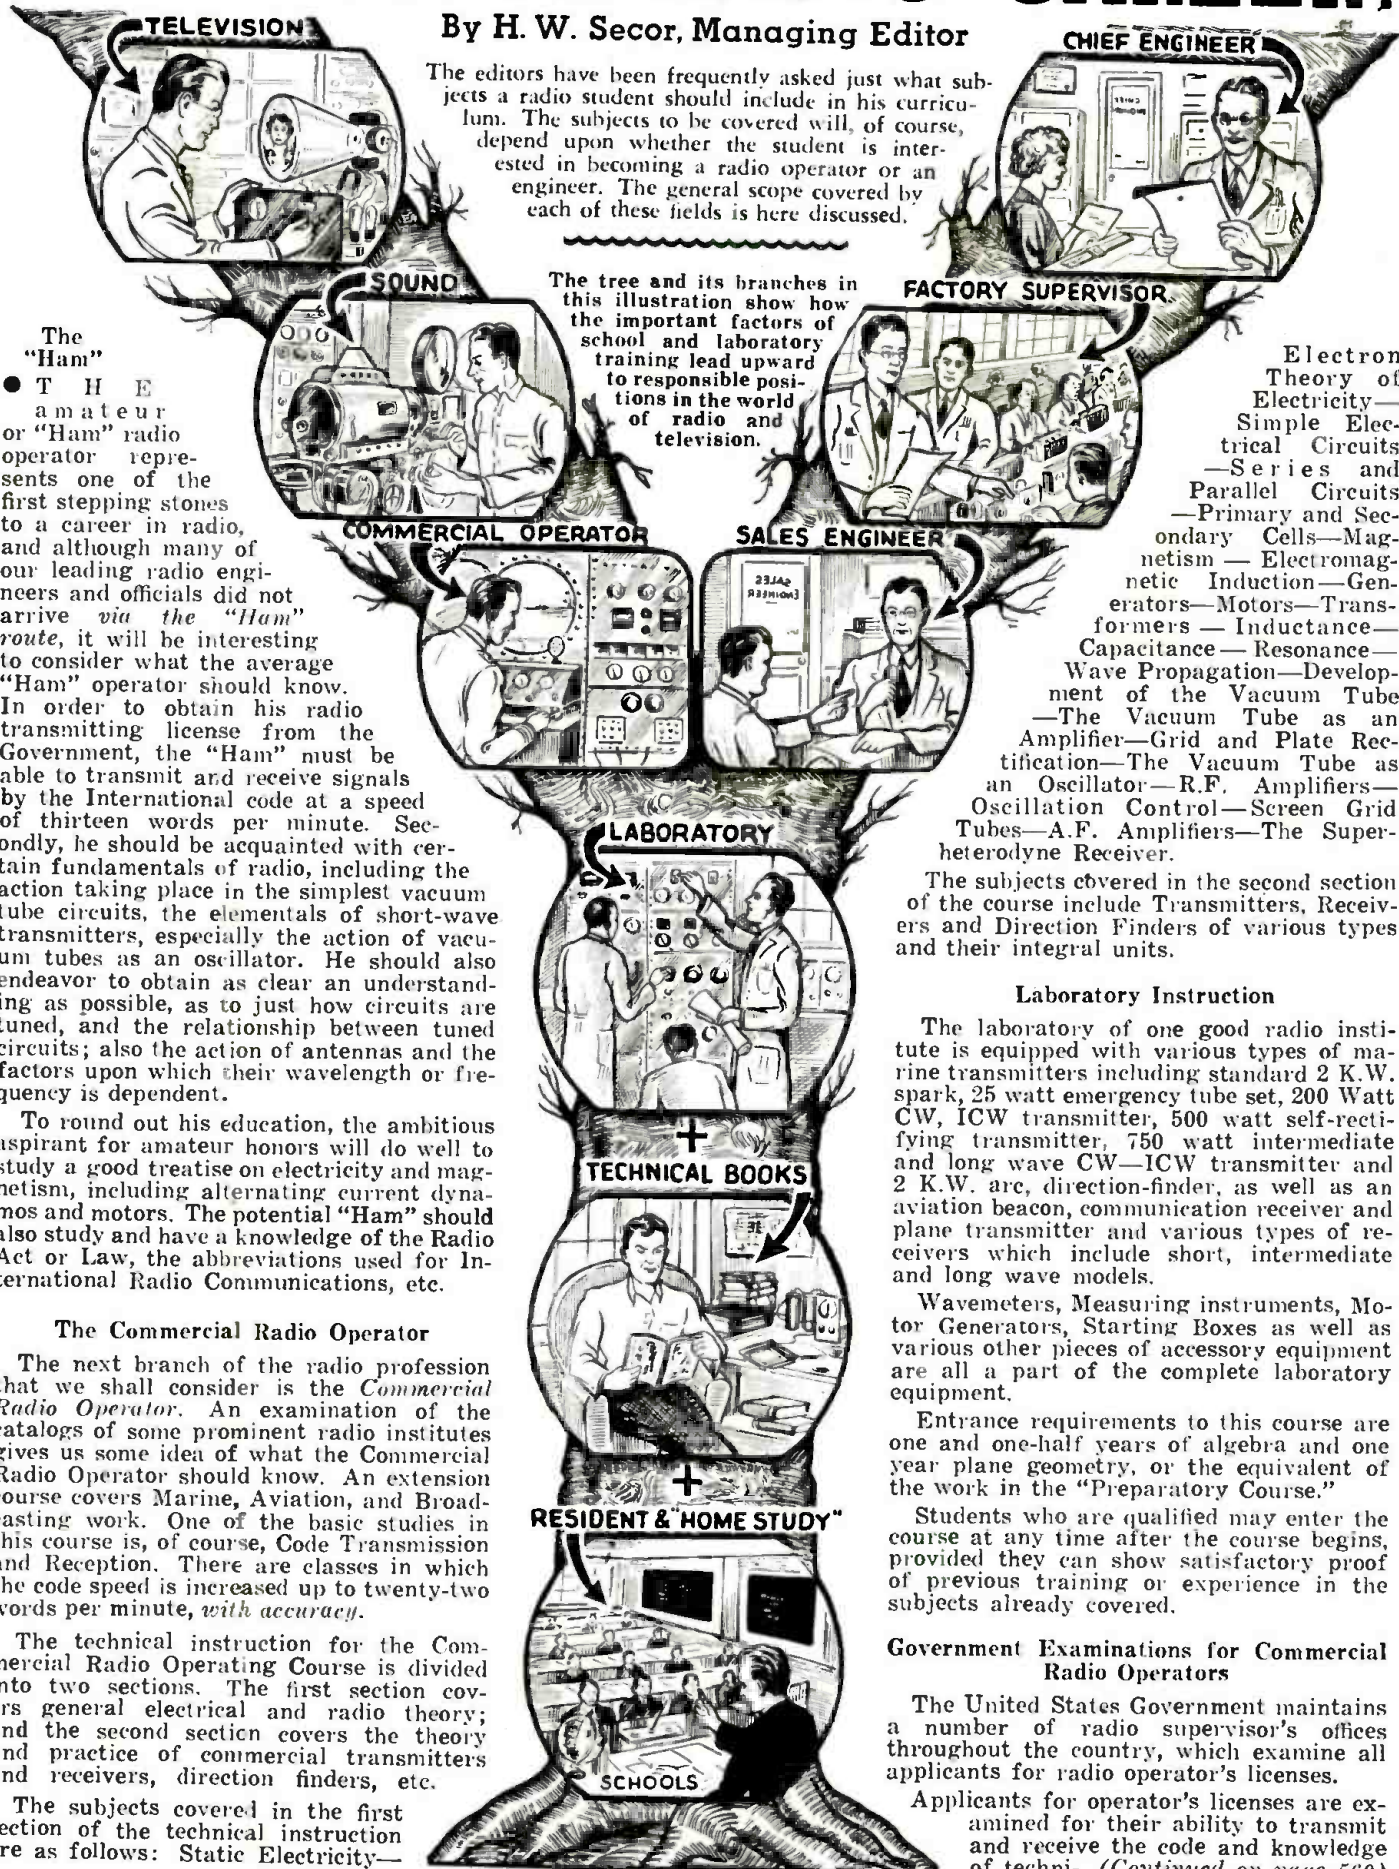 CAREER!
By H. W. Secor, Managing Editor
The editors have been frequently asked just what sub-
jects a radio student should include in his curricu-
lum. The subjects to be covered will, of course,
depend upon whether the student is inter-
ested in becoming a radio operator or an
engineer. The general scope covered by
each of these fields is here discussed.
The tree and its branches in
this illustration show how
the important factors of
school and laboratory
training lead upward
to responsible posi-
tions in the world
of radio and
television.
TELEVISION
CHIEF ENGINEER
CHIEF
ENGINEER
SOUND
FACTORY SUPERVISOR
COMMERCIAL OPERATOR
SALES ENGINEER
SALES
ENGINEER
LABORATORY
+
TECHNICAL BOOKS
+
RESIDENT & "HOME STUDY"
SCHOOLS
The
"Ham"
● THE
amateur
or "Ham" radio
operator repre-
sents one of the
first stepping stones
to a career in radio,
and although many of
our leading radio engi-
neers and officials did not
arrive via the "Ham"
route, it will be interesting
to consider what the average
"Ham" operator should know.
In order to obtain his radio
transmitting license from the
Government, the "Ham" must be
able to transmit and receive signals
by the International code at a speed
of thirteen words per minute. Sec-
ondly, he should be acquainted with cer-
tain fundamentals of radio, including the
action taking place in the simplest vacuum
tube circuits, the elementals of short-wave
transmitters, especially the action of vacu-
um tubes as an oscillator. He should also
endeavor to obtain as clear an understand-
ing as possible, as to just how circuits are
tuned, and the relationship between tuned
circuits; also the action of antennas and the
factors upon which their wavelength or fre-
quency is dependent.
To round out his education, the ambitious
aspirant for amateur honors will do well to
study a good treatise on electricity and mag-
netism, including alternating current dyna-
mos and motors. The potential "Ham" should
also study and have a knowledge of the Radio
Act or Law, the abbreviations used for In-
ternational Radio Communications, etc.
The Commercial Radio Operator
The next branch of the radio profession
that we shall consider is the Commercial
Radio Operator. An examination of the
catalogs of some prominent radio institutes
gives us some idea of what the Commercial
Radio Operator should know. An extension
ourse covers Marine, Aviation, and Broad-
asting work. One of the basic studies in
his course is, of course, Code Transmission
nd Reception. There are classes in which
he code speed is increased up to twenty-two
words per minute, with accuracy.
The technical instruction for the Com-
nercial Radio Operating Course is divided
nto two sections. The first section cov-
rs general electrical and radio theory;
nd the second section covers the theory
nd practice of commercial transmitters
nd receivers, direction finders, etc.
The subjects covered in the first
ection of the technical instruction
re as follows: Static Electricity—
Electron
Theory of
Electricity—
Simple Elec-
trical Circuits
—Series and
Parallel Circuits
—Primary and Sec-
ondary Cells—Mag-
netism — Electromag-
netic Induction—Gen-
erators—Motors—Trans-
formers — Inductance—
Capacitance — Resonance—
Wave Propagation—Develop-
ment of the Vacuum Tube
—The Vacuum Tube as an
Amplifier—Grid and Plate Rec-
tification—The Vacuum Tube as
an Oscillator—R.F. Amplifiers—
Oscillation Control—Screen Grid
Tubes—A.F. Amplifiers—The Super-
heterodyne Receiver.
The subjects covered in the second section
of the course include Transmitters, Receiv-
ers and Direction Finders of various types
and their integral units.
Laboratory Instruction
The laboratory of one good radio insti-
tute is equipped with various types of ma-
rine transmitters including standard 2 K.W.
spark, 25 watt emergency tube set, 200 Watt
CW, ICW transmitter, 500 watt self-recti-
fying transmitter, 750 watt intermediate
and long wave CW—ICW transmitter and
2 K.W. arc, direction-finder, as well as an
aviation beacon, communication receiver and
plane transmitter and various types of re-
ceivers which include short, intermediate
and long wave models.
Wavemeters, Measuring instruments, Mo-
tor Generators, Starting Boxes as well as
various other pieces of accessory equipment
are all a part of the complete laboratory
equipment.
Entrance requirements to this course are
one and one-half years of algebra and one
year plane geometry, or the equivalent of
the work in the "Preparatory Course."
Students who are qualified may enter the
course at any time after the course begins,
provided they can show satisfactory proof
of previous training or experience in the
subjects already covered.
Government Examinations for Commercial
Radio Operators
The United States Government maintains
a number of radio supervisor's offices
throughout the country, which examine all
applicants for radio operator's licenses.
Applicants for operator's licenses are ex-
amined for their ability to transmit
and receive the code and knowledge
of techni- (Continued on page